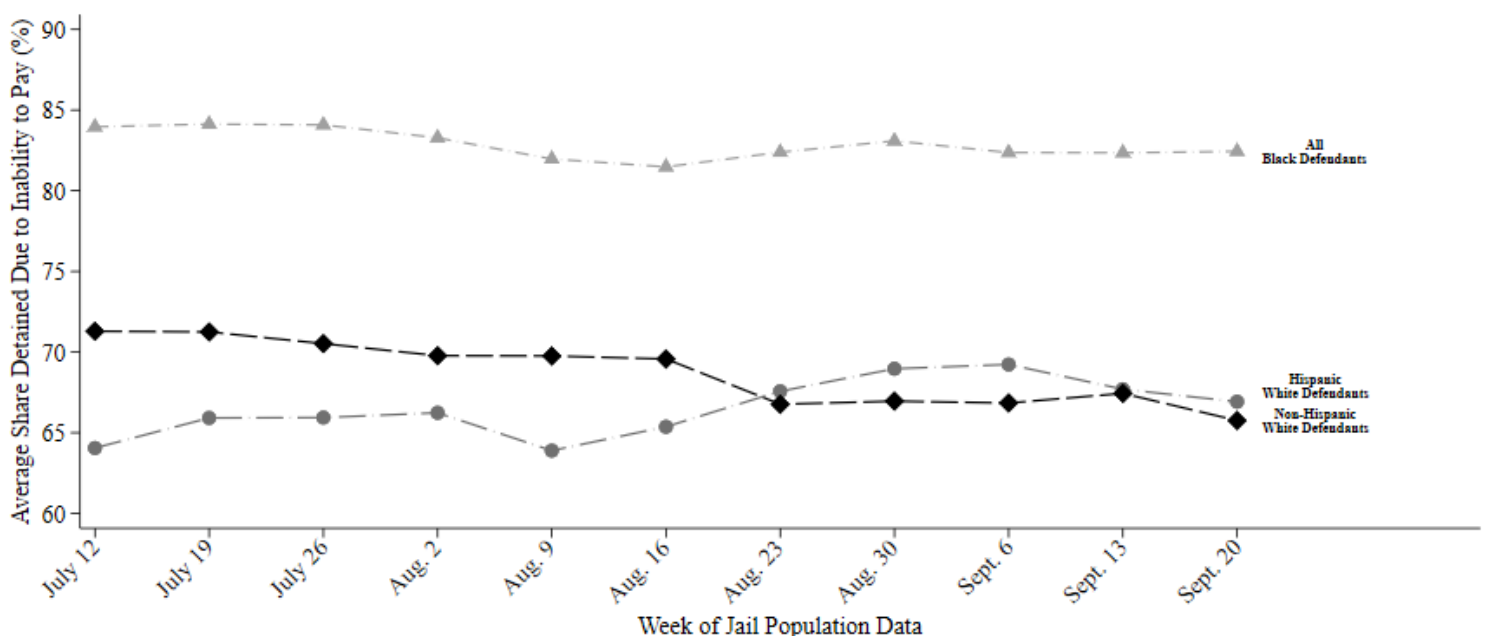 Average Share Detained Due to Inability to Pay (%)
90
85
80
75
70
65
60
All
Black Defendants
Hispanic
White Defendants
Non-Hispanic
White Defendants
July 12
July 19
July 26
Aug. 2
Aug. 9
Aug. 16
Aug. 23
Aug. 30
Sept. 6
Sept. 13
Sept. 20
Week of Jail Population Data